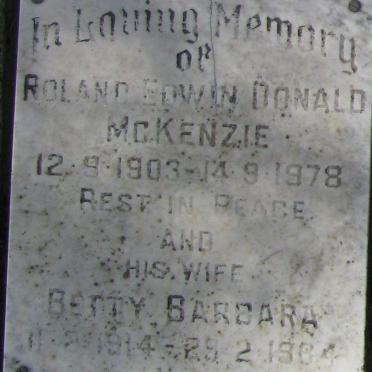 In Loving Memory
of
ROLAND EDWIN DONALD
MCKENZIE
12·9·1903-14·9·1978
REST IN PEACE
AND
HIS WIFE
BETTY BARBARA